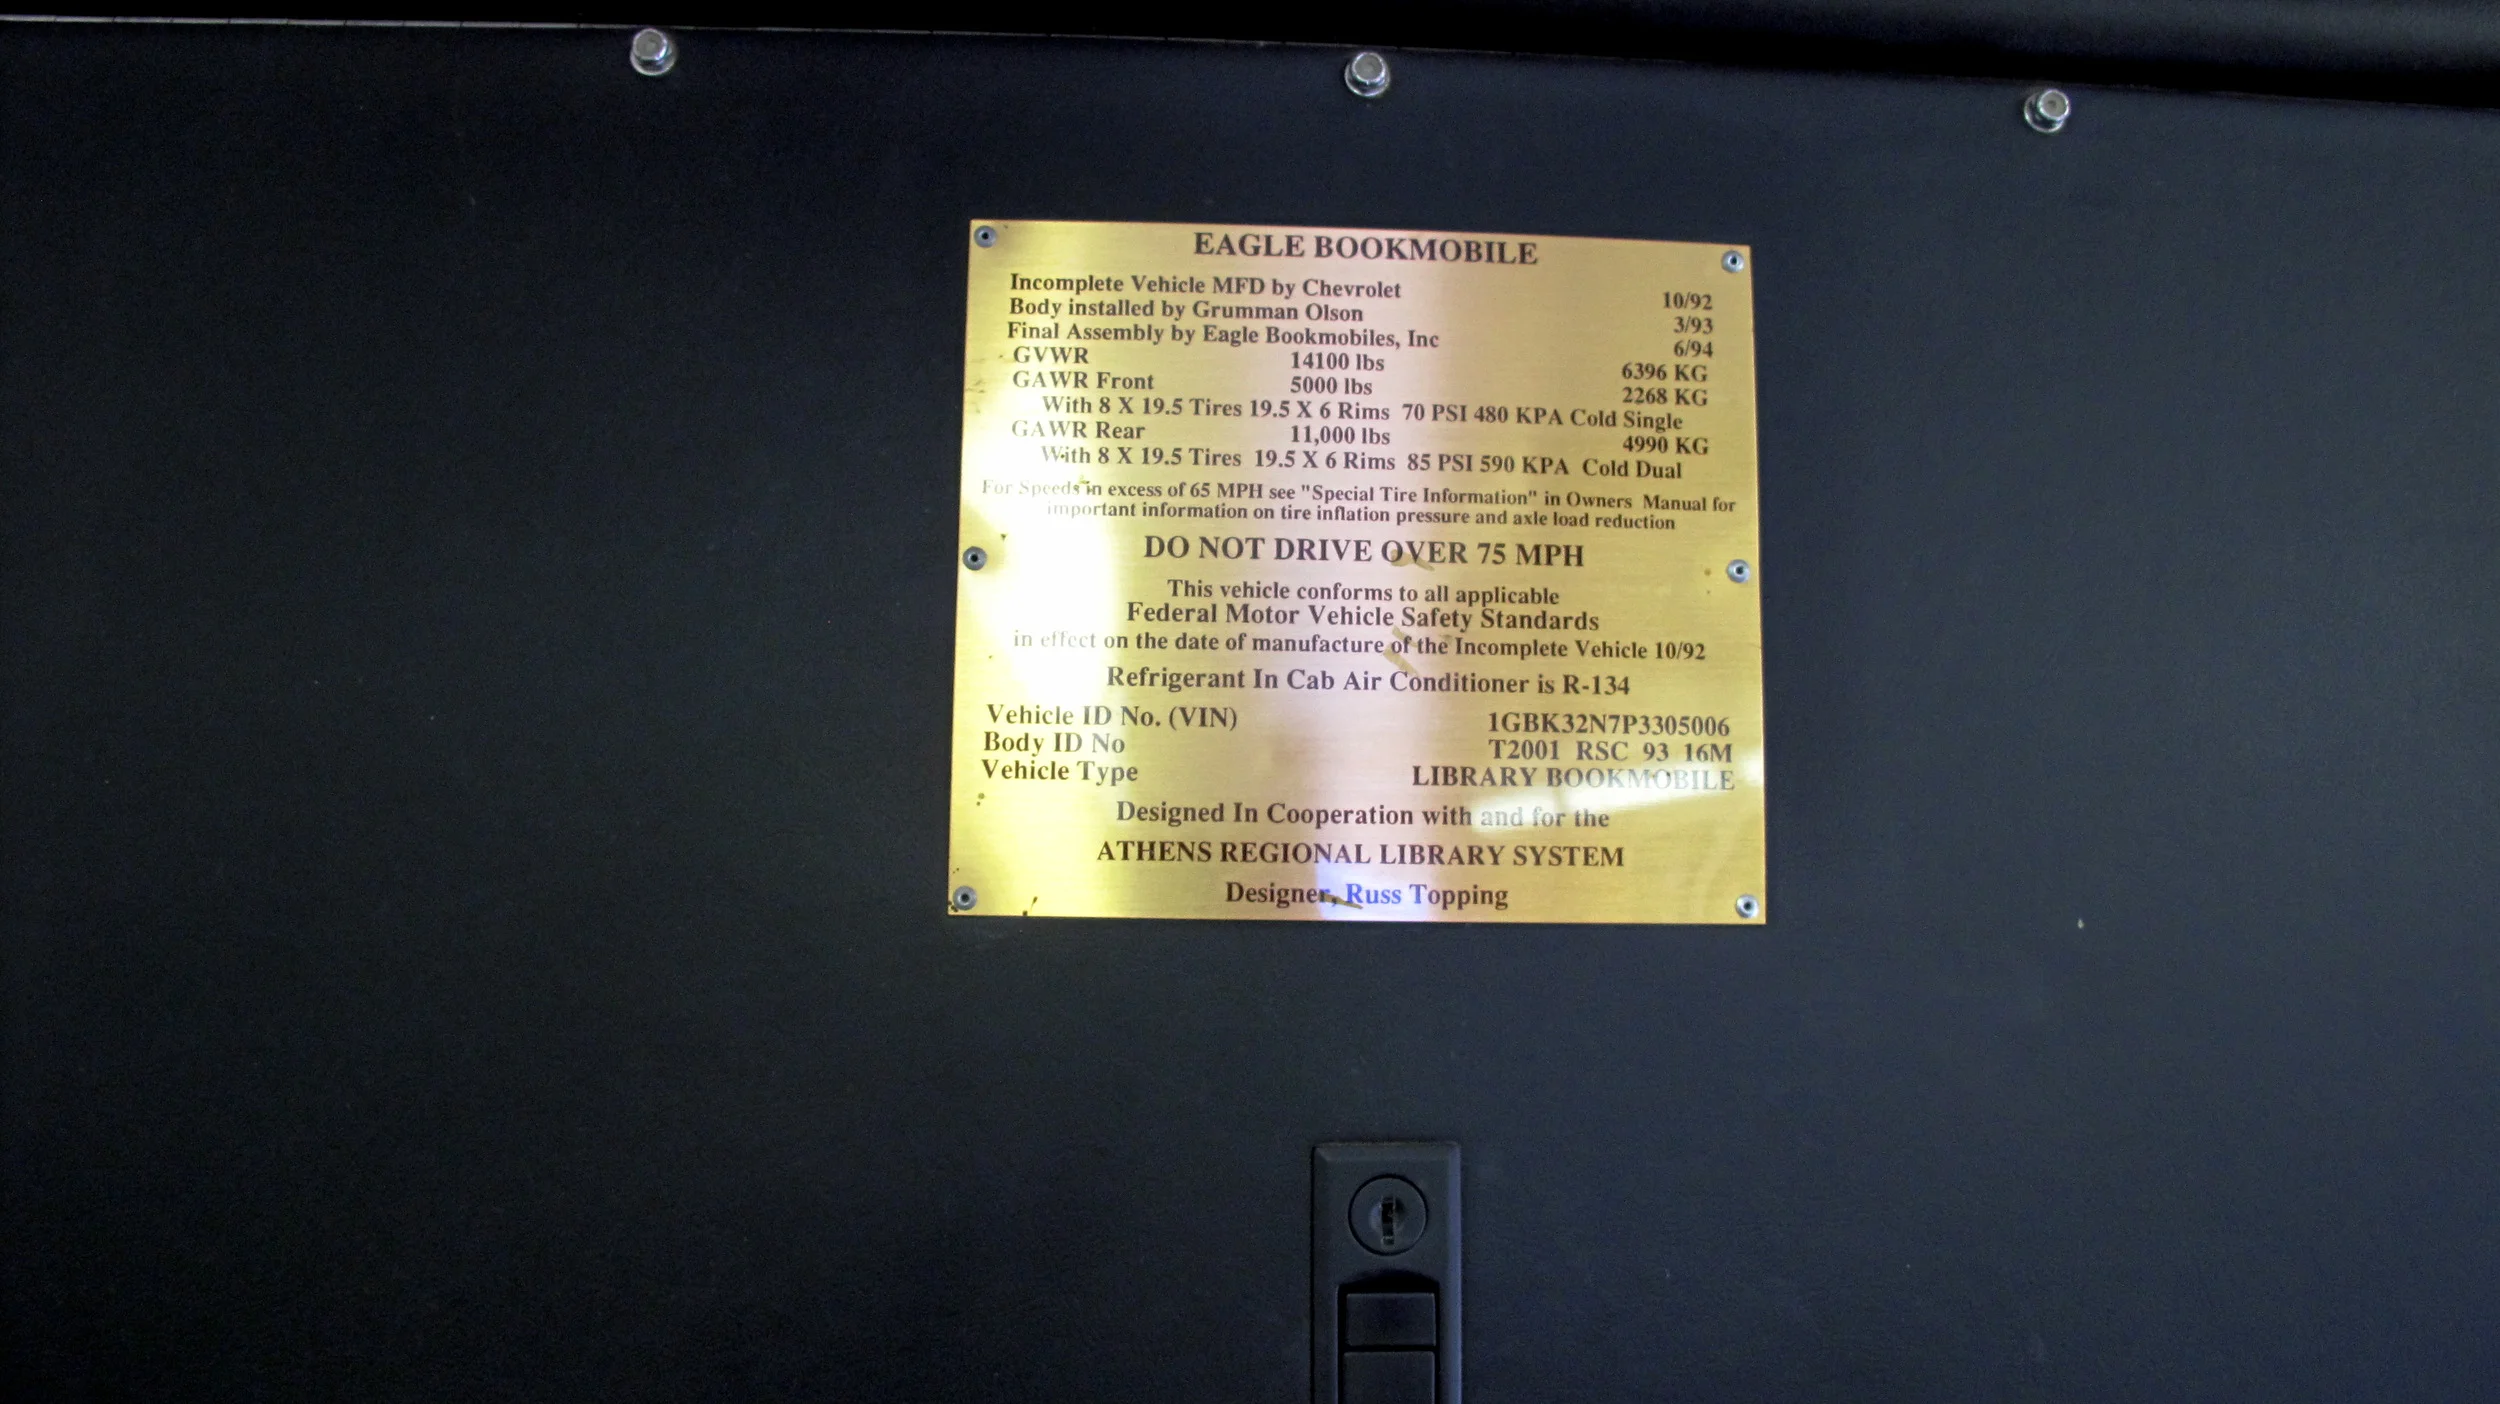 EAGLE BOOKMOBILE
Incomplete Vehicle MFD by Chevrolet 10/92
Body installed by Grumman Olson 3/93
Final Assembly by Eagle Bookmobiles, Inc 6/94
GVWR 14100 lbs 6396 KG
GAWR Front 5000 lbs 2268 KG
With 8 X 19.5 Tires 19.5 X 6 Rims 70 PSI 480 KPA Cold Single
GAWR Rear 11,000 lbs 4990 KG
With 8 X 19.5 Tires 19.5 X 6 Rims 85 PSI 590 KPA Cold Dual
For Speeds in excess of 65 MPH see "Special Tire Information" in Owners Manual for
important information on tire inflation pressure and axle load reduction
DO NOT DRIVE OVER 75 MPH
This vehicle conforms to all applicable
Federal Motor Vehicle Safety Standards
in effect on the date of manufacture of the Incomplete Vehicle 10/92
Refrigerant In Cab Air Conditioner is R-134
Vehicle ID No. (VIN) 1GBK32N7P3305006
Body ID No T2001 RSC 93 16M
Vehicle Type LIBRARY BOOKMOBILE
Designed In Cooperation with and for the
ATHENS REGIONAL LIBRARY SYSTEM
Designer, Russ Topping